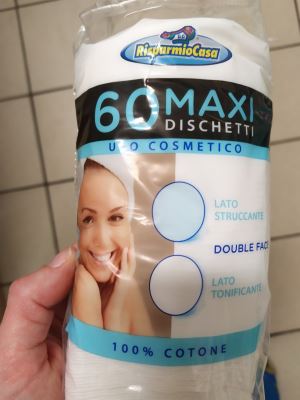 RisparmioCasa
60 MAXI
DISCHETTI
USO COSMETICO
LATO
STRUCCANTE
DOUBLE FACE
LATO
TONIFICANTE
100% COTONE